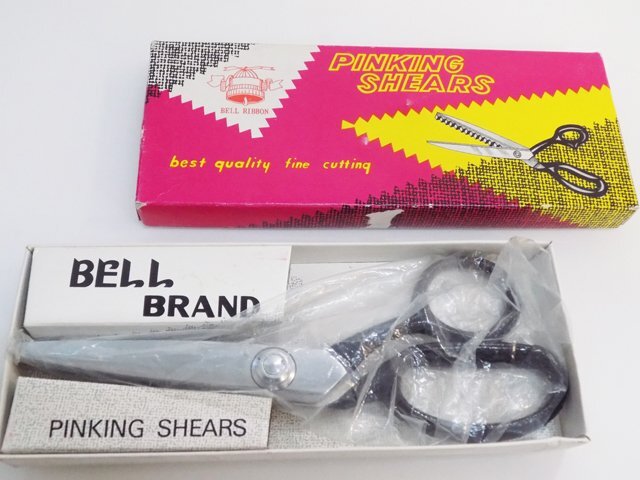 PINKING
SHEARS
BELL RIBBON
best quality fine cutting
BELL
BRAND
PINKING SHEARS